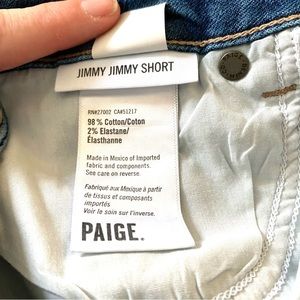 JIMMY JIMMY SHORT
RN#27002 CA#51217
98% Cotton/Coton
2% Elastane/
Élasthanne
Made in Mexico of Imported
fabric and components.
See care on reverse.
Fabriqué aux Mexique à partir
de tissus et composants
importés
Voir le soin sur l'inverse.
PAIGE.
PAIGE